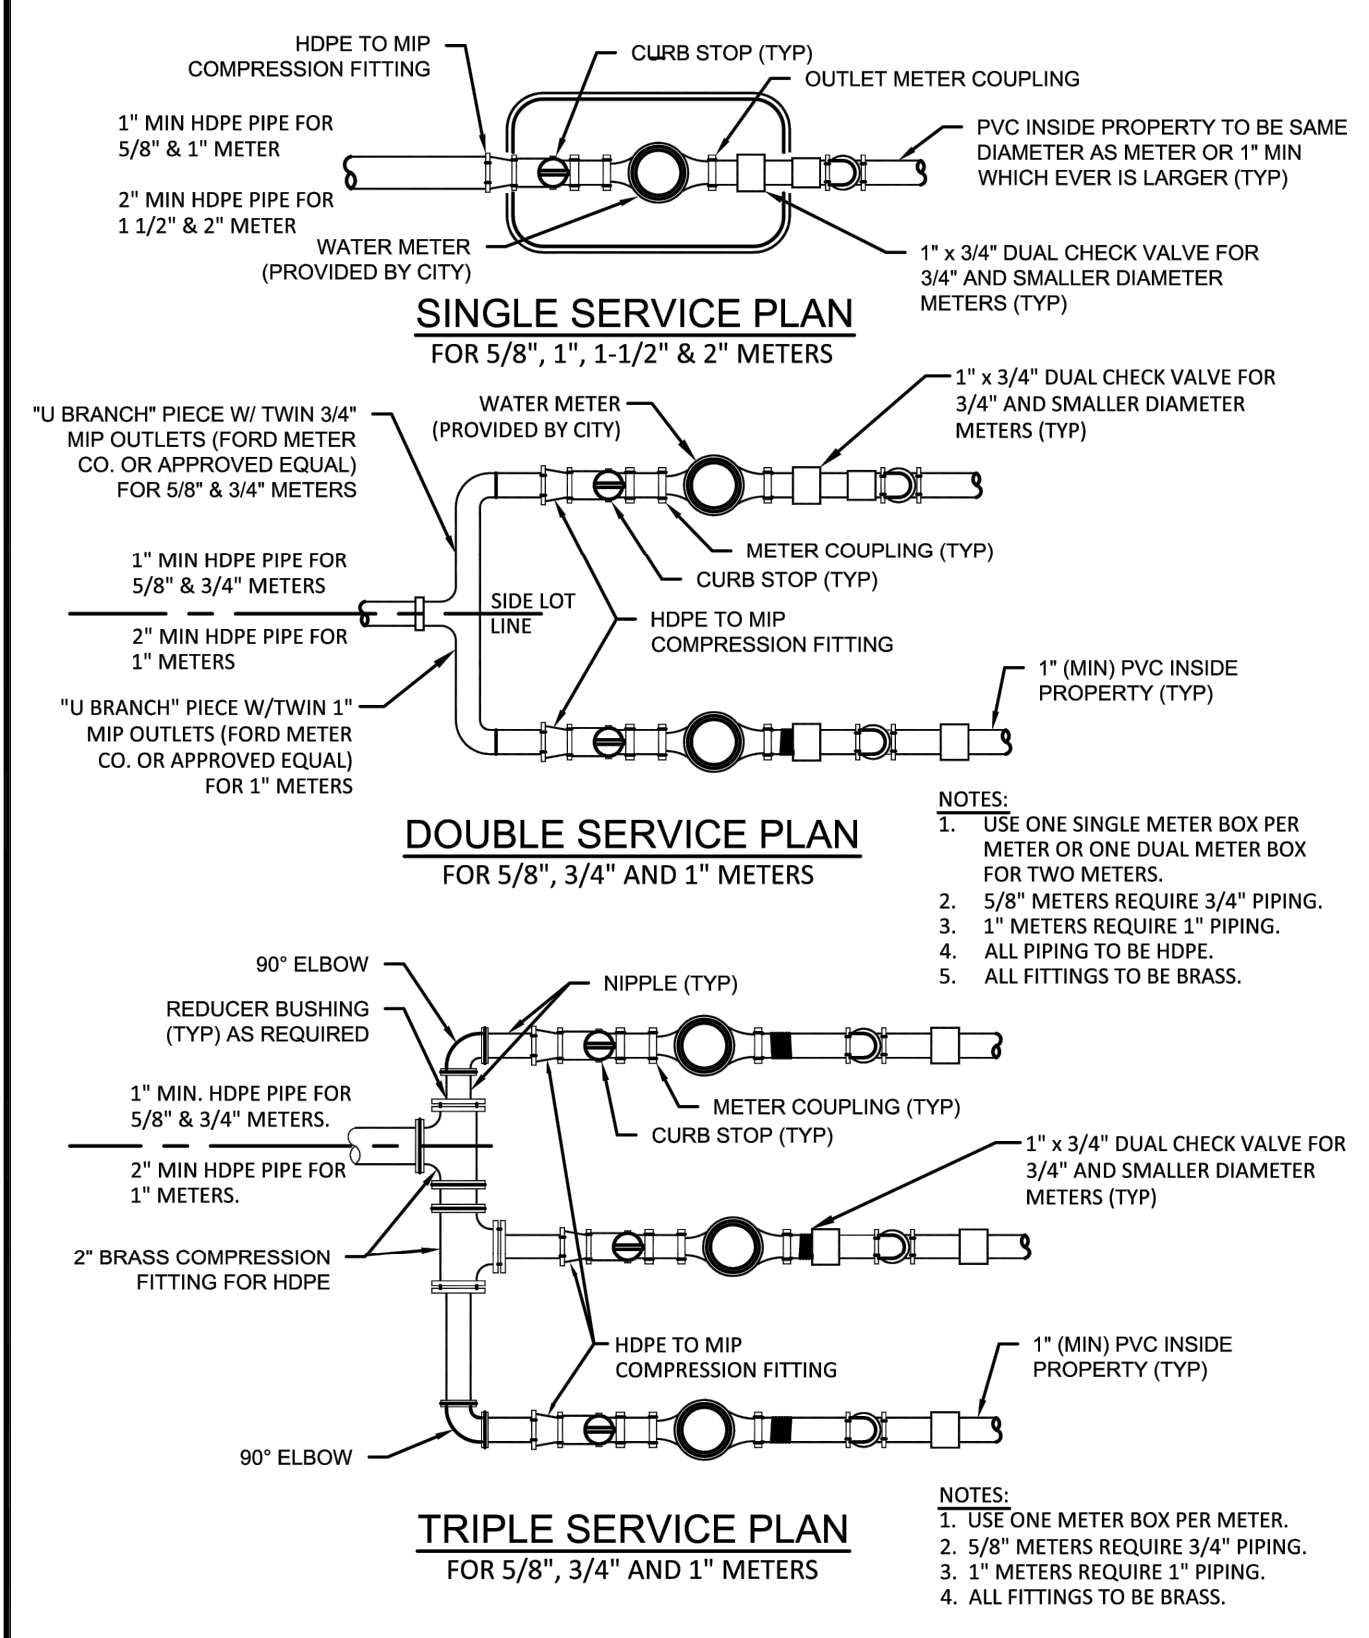 HDPE TO MIP
COMPRESSION FITTING
CURB STOP (TYP)
OUTLET METER COUPLING
1" MIN HDPE PIPE FOR
5/8" & 1" METER
PVC INSIDE PROPERTY TO BE SAME
DIAMETER AS METER OR 1" MIN
WHICH EVER IS LARGER (TYP)
2" MIN HDPE PIPE FOR
1 1/2" & 2" METER
WATER METER
(PROVIDED BY CITY)
1" x 3/4" DUAL CHECK VALVE FOR
3/4" AND SMALLER DIAMETER
METERS (TYP)
SINGLE SERVICE PLAN
FOR 5/8", 1", 1-1/2" & 2" METERS
"U BRANCH" PIECE W/ TWIN 3/4"
MIP OUTLETS (FORD METER
CO. OR APPROVED EQUAL)
FOR 5/8" & 3/4" METERS
WATER METER
(PROVIDED BY CITY)
1" x 3/4" DUAL CHECK VALVE FOR
3/4" AND SMALLER DIAMETER
METERS (TYP)
METER COUPLING (TYP)
CURB STOP (TYP)
1" MIN HDPE PIPE FOR
5/8" & 3/4" METERS
SIDE LOT
LINE
2" MIN HDPE PIPE FOR
1" METERS
HDPE TO MIP
COMPRESSION FITTING
1" (MIN) PVC INSIDE
PROPERTY (TYP)
"U BRANCH" PIECE W/TWIN 1"
MIP OUTLETS (FORD METER
CO. OR APPROVED EQUAL)
FOR 1" METERS
DOUBLE SERVICE PLAN
FOR 5/8", 3/4" AND 1" METERS
NOTES:
1. USE ONE SINGLE METER BOX PER
METER OR ONE DUAL METER BOX
FOR TWO METERS.
2. 5/8" METERS REQUIRE 3/4" PIPING.
3. 1" METERS REQUIRE 1" PIPING.
4. ALL PIPING TO BE HDPE.
5. ALL FITTINGS TO BE BRASS.
90° ELBOW
NIPPLE (TYP)
REDUCER BUSHING
(TYP) AS REQUIRED
1" MIN. HDPE PIPE FOR
5/8" & 3/4" METERS.
METER COUPLING (TYP)
CURB STOP (TYP)
2" MIN HDPE PIPE FOR
1" METERS.
1" x 3/4" DUAL CHECK VALVE FOR
3/4" AND SMALLER DIAMETER
METERS (TYP)
2" BRASS COMPRESSION
FITTING FOR HDPE
HDPE TO MIP
COMPRESSION FITTING
1" (MIN) PVC INSIDE
PROPERTY (TYP)
90° ELBOW
TRIPLE SERVICE PLAN
FOR 5/8", 3/4" AND 1" METERS
NOTES:
1. USE ONE METER BOX PER METER.
2. 5/8" METERS REQUIRE 3/4" PIPING.
3. 1" METERS REQUIRE 1" PIPING.
4. ALL FITTINGS TO BE BRASS.